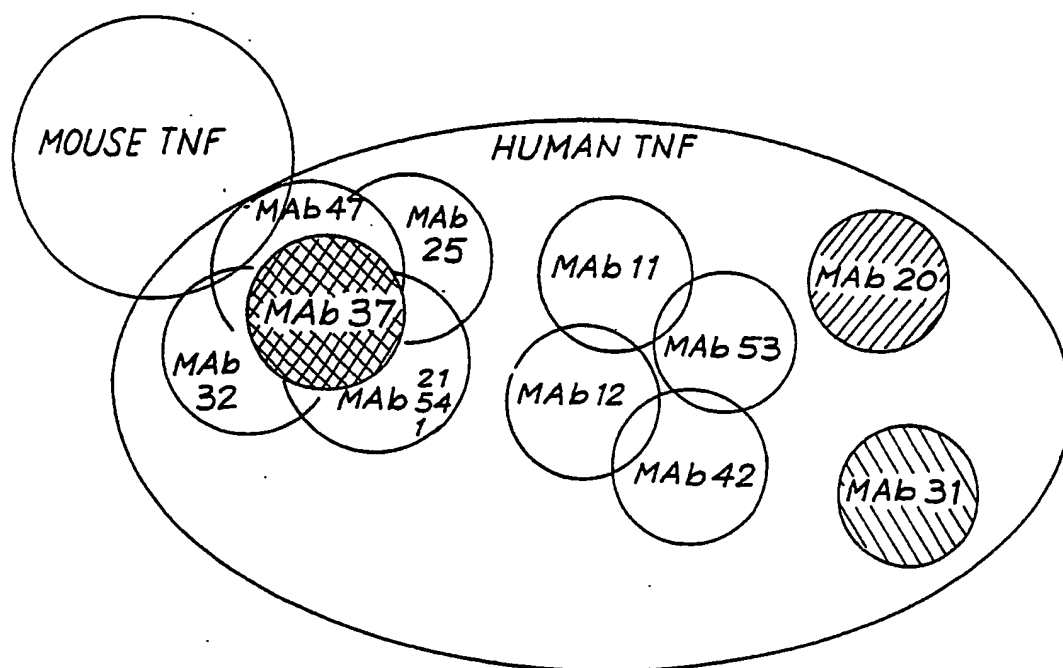 MOUSE TNF
HUMAN TNF
MAb 47
MAb
25
MAb 37
MAb
32
MAb 21
54
1
MAb 11
MAb 12
MAb 53
MAb 42
MAb 20
MAb 31